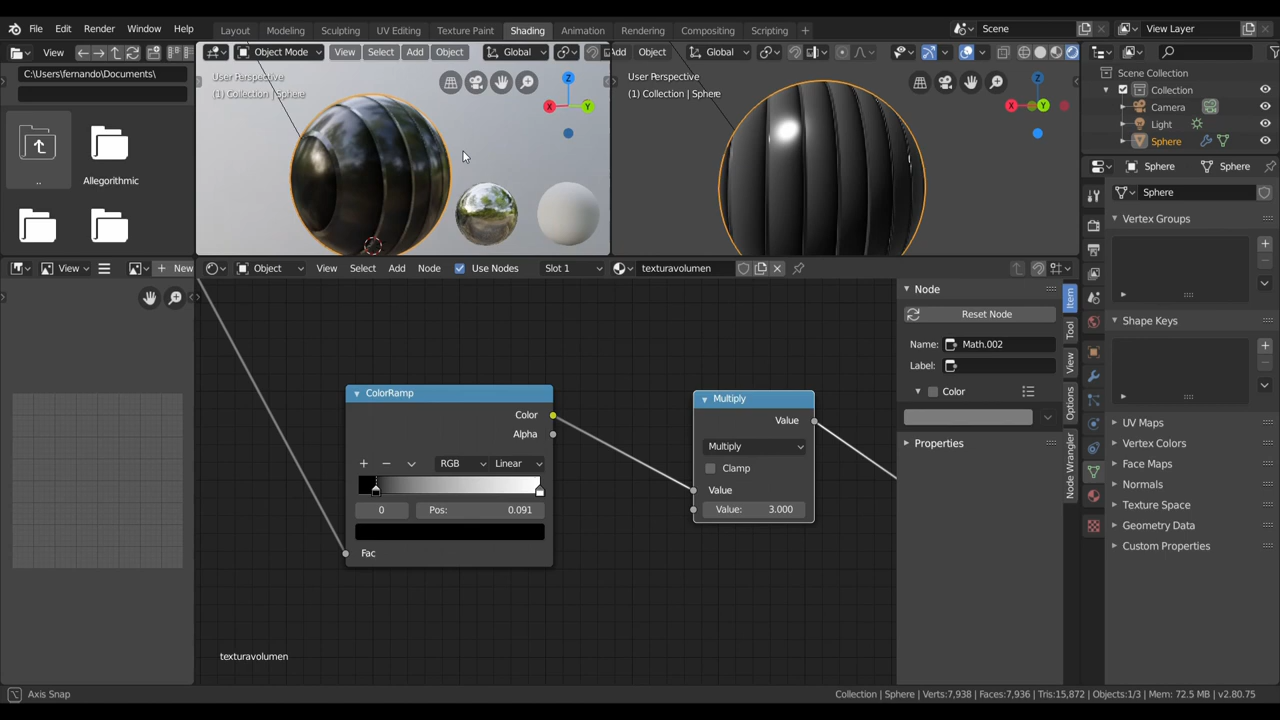 File Edit Render Window Help
Layout Modeling Sculpting UV Editing Texture Paint Shading Animation Rendering Compositing Scripting +
Scene
View Layer
View
Object Mode View Select Add Object Global
Add Object Global
C:\Users\fernando\Documents\
..
Allegorithmic
User Perspective
(1) Collection | Sphere
X Y Z
User Perspective
(1) Collection | Sphere
X Y Z
Scene Collection
Collection
Camera
Light
Sphere
Sphere Sphere
Sphere
Vertex Groups
Shape Keys
UV Maps
Vertex Colors
Face Maps
Normals
Texture Space
Geometry Data
Custom Properties
View + New
Object View Select Add Node Use Nodes Slot 1 texturavolumen
ColorRamp
Color
Alpha
RGB Linear
0 Pos: 0.091
Fac
Multiply
Value
Multiply
Clamp
Value
Value: 3.000
Node
Reset Node
Name: Math.002
Label:
Color
Properties
Item
Tool
View
Options
Node Wrangler
texturavolumen
Axis Snap
Collection | Sphere | Verts:7,938 | Faces:7,936 | Tris:15,872 | Objects:1/3 | Mem: 72.5 MB | v2.80.75